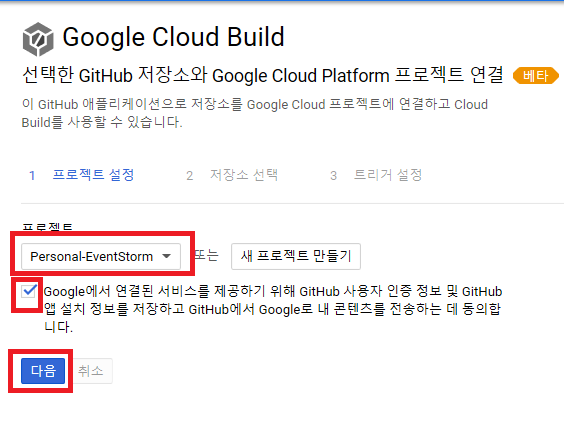 Google Cloud Build
선택한 GitHub 저장소와 Google Cloud Platform 프로젝트 연결 베타
이 GitHub 애플리케이션으로 저장소를 Google Cloud 프로젝트에 연결하고 Cloud
Build를 사용할 수 있습니다.
1 프로젝트 설정 2 저장소 선택 3 트리거 설정
프로젝트
Personal-EventStorm 또는 새 프로젝트 만들기
Google에서 연결된 서비스를 제공하기 위해 GitHub 사용자 인증 정보 및 GitHub
앱 설치 정보를 저장하고 GitHub에서 Google로 내 콘텐츠를 전송하는 데 동의합
니다.
다음 취소